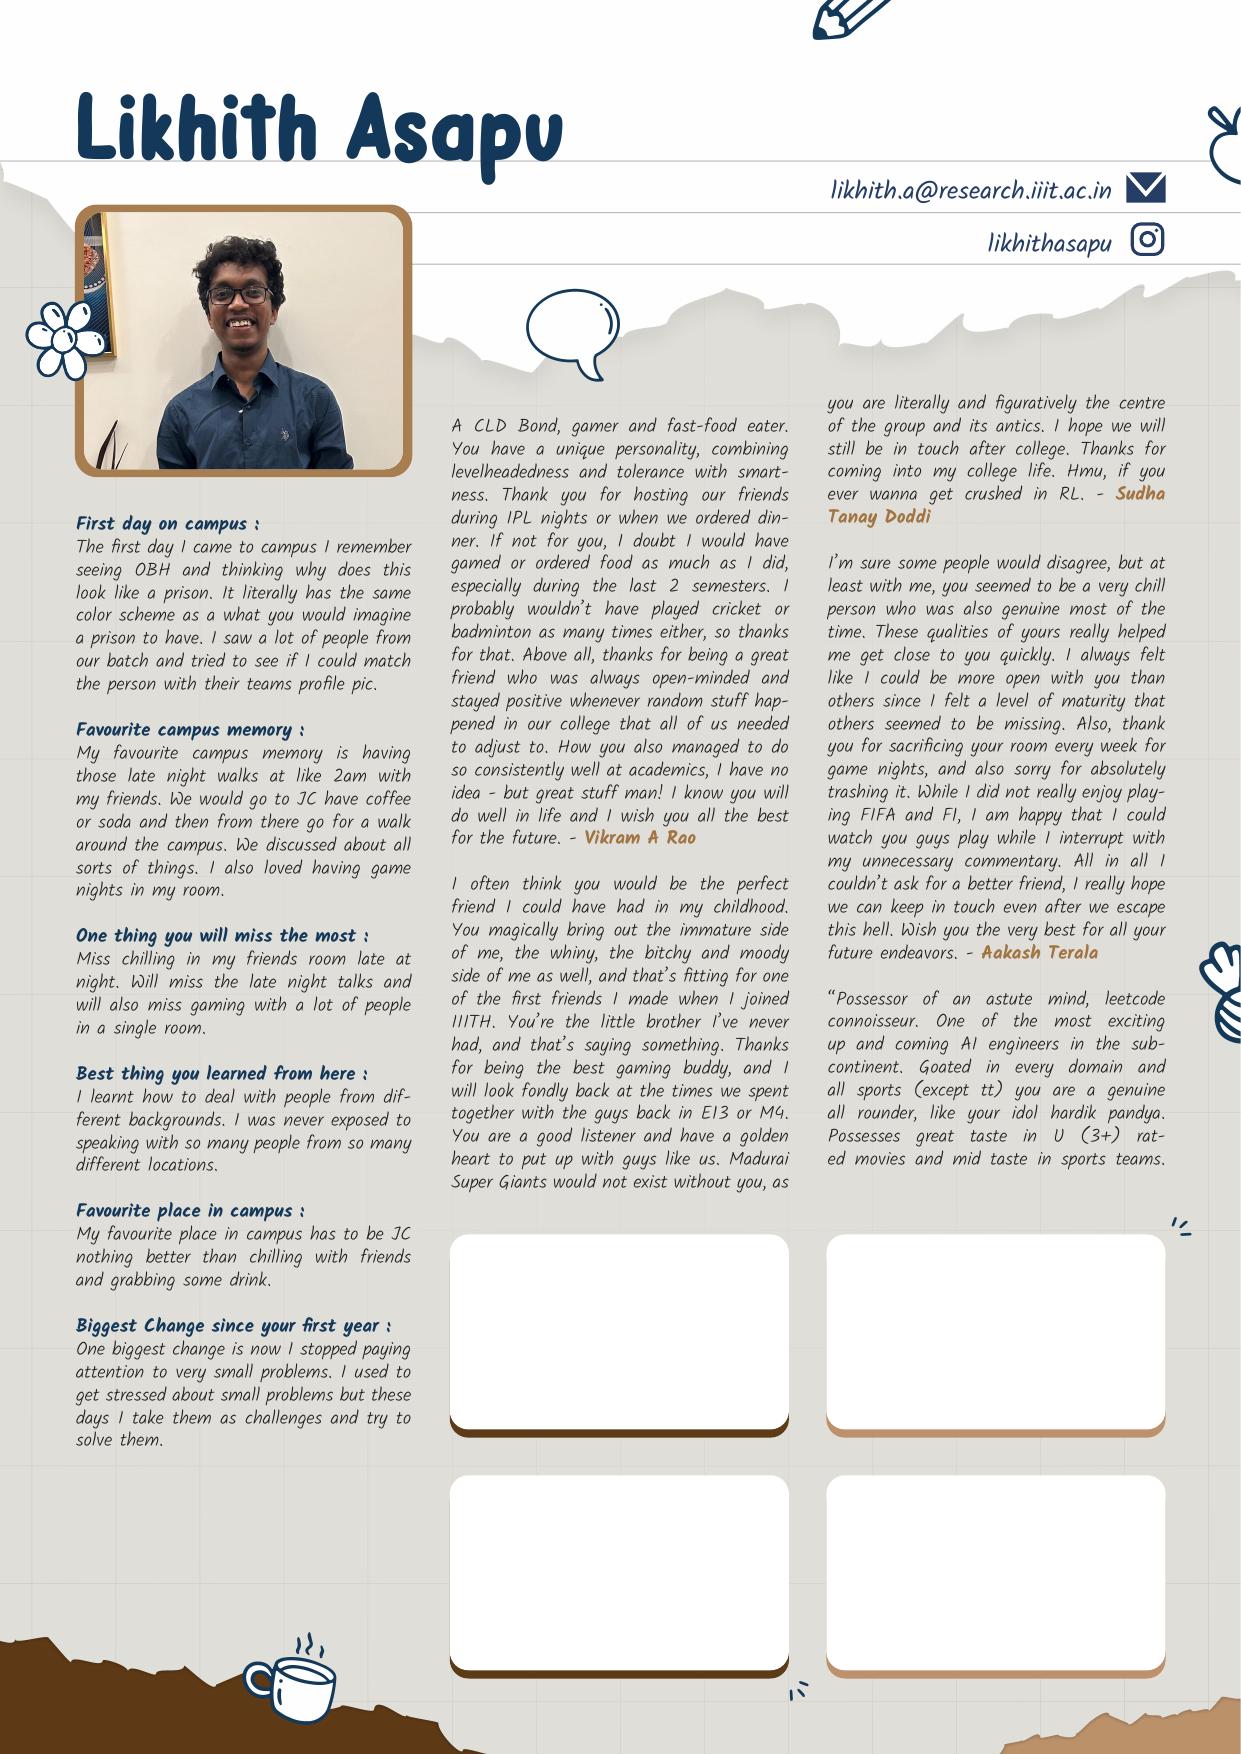 Likhith Asapu
likhith.a@research.iiit.ac.in
likhithasapu
First day on campus :
The first day I came to campus I remember
seeing OBH and thinking why does this
look like a prison. It literally has the same
color scheme as a what you would imagine
a prison to have. I saw a lot of people from
our batch and tried to see if I could match
the person with their teams profile pic.
Favourite campus memory :
My favourite campus memory is having
those late night walks at like 2am with
my friends. We would go to JC have coffee
or soda and then from there go for a walk
around the campus. We discussed about all
sorts of things. I also loved having game
nights in my room.
One thing you will miss the most :
Miss chilling in my friends room late at
night. Will miss the late night talks and
will also miss gaming with a lot of people
in a single room.
Best thing you learned from here :
I learnt how to deal with people from dif-
ferent backgrounds. I was never exposed to
speaking with so many people from so many
different locations.
Favourite place in campus :
My favourite place in campus has to be JC
nothing better than chilling with friends
and grabbing some drink.
Biggest Change since your first year :
One biggest change is now I stopped paying
attention to very small problems. I used to
get stressed about small problems but these
days I take them as challenges and try to
solve them.
A CLD Bond, gamer and fast-food eater.
You have a unique personality, combining
levelheadedness and tolerance with smart-
ness. Thank you for hosting our friends
during IPL nights or when we ordered din-
ner. If not for you, I doubt I would have
gamed or ordered food as much as I did,
especially during the last 2 semesters. I
probably wouldn't have played cricket or
badminton as many times either, so thanks
for that. Above all, thanks for being a great
friend who was always open-minded and
stayed positive whenever random stuff hap-
pened in our college that all of us needed
to adjust to. How you also managed to do
so consistently well at academics, I have no
idea - but great stuff man! I know you will
do well in life and I wish you all the best
for the future. - Vikram A Rao
I often think you would be the perfect
friend I could have had in my childhood.
You magically bring out the immature side
of me, the whiny, the bitchy and moody
side of me as well, and that's fitting for one
of the first friends I made when I joined
IIITH. You're the little brother I've never
had, and that's saying something. Thanks
for being the best gaming buddy, and I
will look fondly back at the times we spent
together with the guys back in E13 or M4.
You are a good listener and have a golden
heart to put up with guys like us. Madurai
Super Giants would not exist without you, as
you are literally and figuratively the centre
of the group and its antics. I hope we will
still be in touch after college. Thanks for
coming into my college life. Hmu, if you
ever wanna get crushed in RL. - Sudha
Tanay Doddi
I'm sure some people would disagree, but at
least with me, you seemed to be a very chill
person who was also genuine most of the
time. These qualities of yours really helped
me get close to you quickly. I always felt
like I could be more open with you than
others since I felt a level of maturity that
others seemed to be missing. Also, thank
you for sacrificing your room every week for
game nights, and also sorry for absolutely
trashing it. While I did not really enjoy play-
ing FIFA and F1, I am happy that I could
watch you guys play while I interrupt with
my unnecessary commentary. All in all I
couldn't ask for a better friend, I really hope
we can keep in touch even after we escape
this hell. Wish you the very best for all your
future endeavors. - Aakash Terala
“Possessor of an astute mind, leetcode
connoisseur. One of the most exciting
up and coming AI engineers in the sub-
continent. Goated in every domain and
all sports (except tt) you are a genuine
all rounder, like your idol hardik pandya.
Possesses great taste in U (3+) rat-
ed movies and mid taste in sports teams.